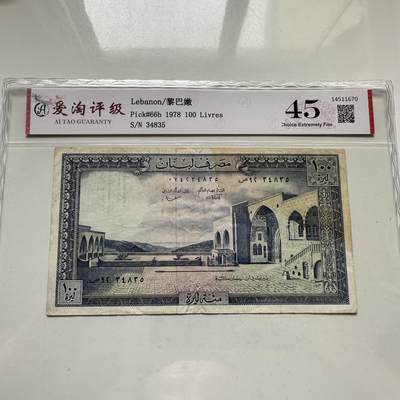 爱淘评级
AI TAO GUARANTY
Lebanon/黎巴嫩
Pick#66b 1978 100 Livres
S/N 34835
45
Choice Extremely Fine
14511670
مصرف لبنان
١٠٠
١٠٠
ليرة
مئة ليرة